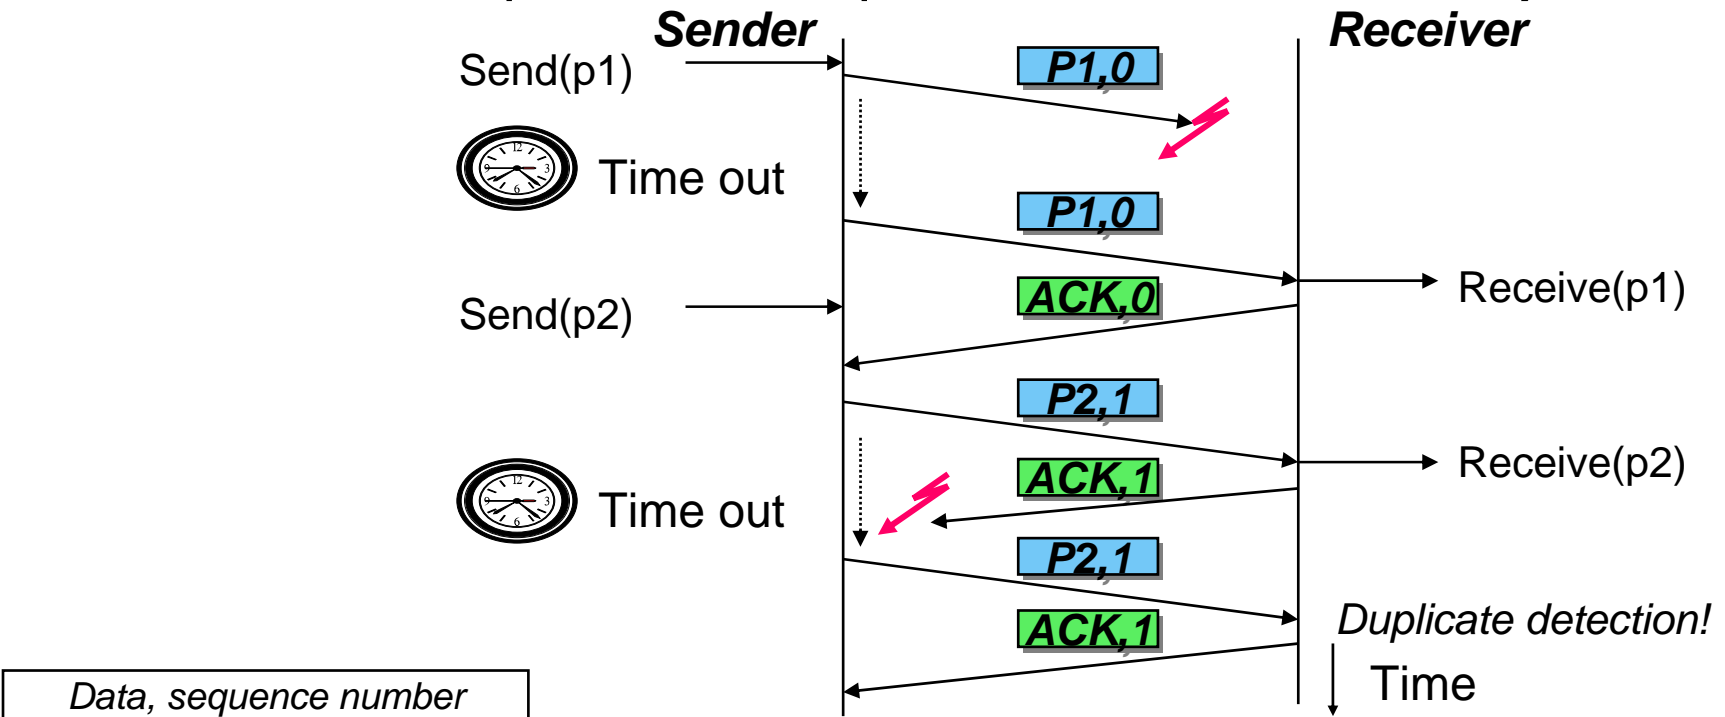 Sender
Receiver
Send(p1)
P1,0
Time out
P1,0
Receive(p1)
ACK,0
Send(p2)
P2,1
Receive(p2)
ACK,1
Time out
P2,1
Duplicate detection!
ACK,1
Time
Data, sequence number